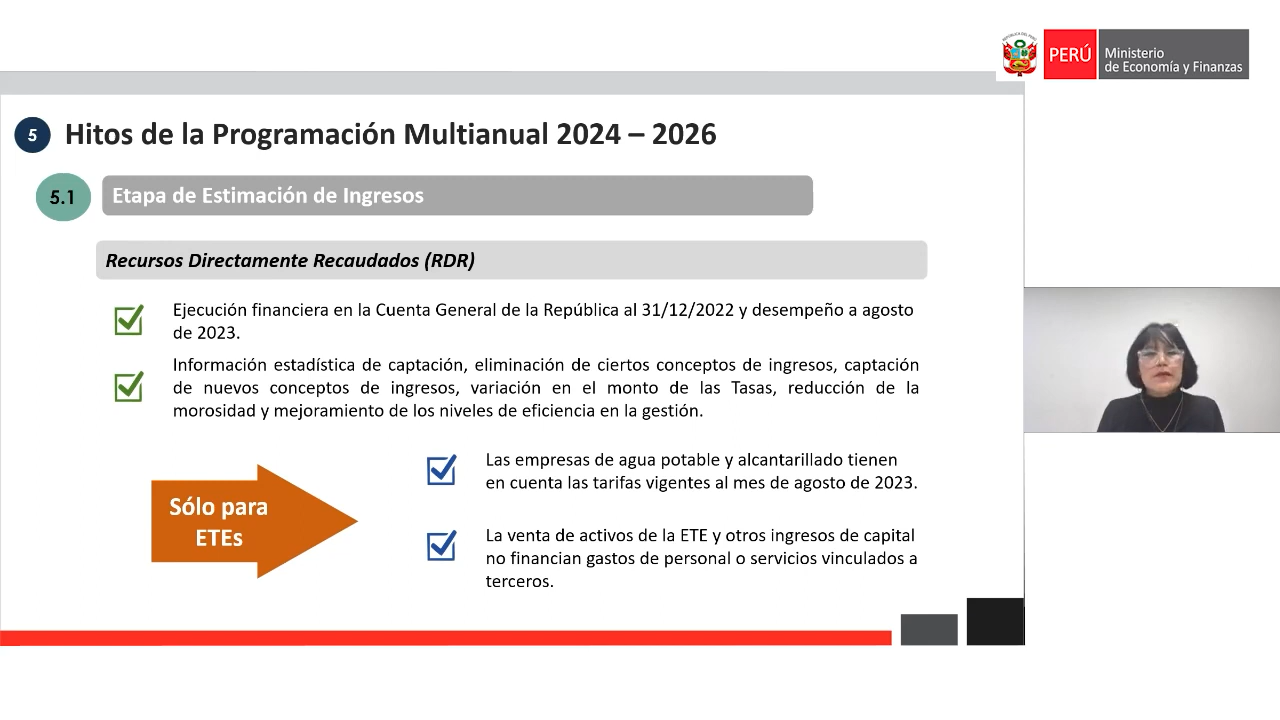 PERÚ
Ministerio
de Economía y Finanzas
5
Hitos de la Programación Multianual 2024 – 2026
5.1
Etapa de Estimación de Ingresos
Recursos Directamente Recaudados (RDR)
Ejecución financiera en la Cuenta General de la República al 31/12/2022 y desempeño a agosto
de 2023.
Información estadística de captación, eliminación de ciertos conceptos de ingresos, captación
de nuevos conceptos de ingresos, variación en el monto de las Tasas, reducción de la
morosidad y mejoramiento de los niveles de eficiencia en la gestión.
Sólo para
ETEs
Las empresas de agua potable y alcantarillado tienen
en cuenta las tarifas vigentes al mes de agosto de 2023.
La venta de activos de la ETE y otros ingresos de capital
no financian gastos de personal o servicios vinculados a
terceros.